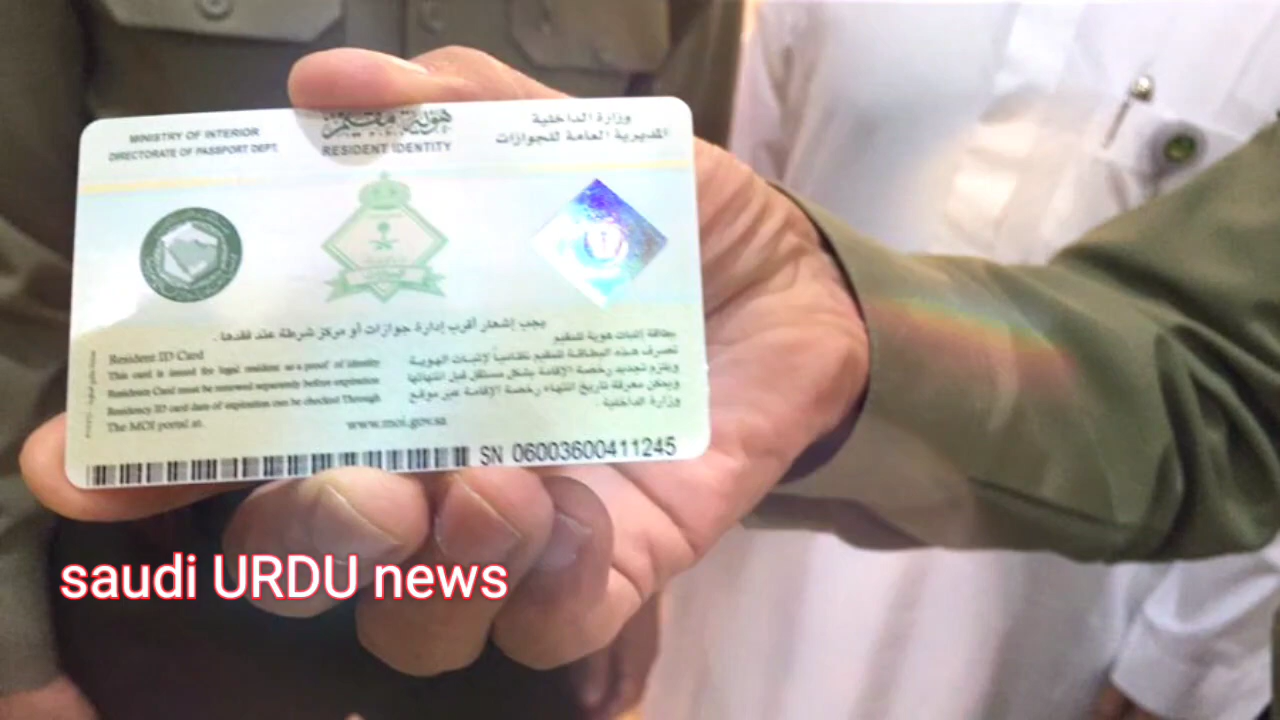 MINISTRY OF INTERIOR
DIRECTORATE OF PASSPORT DEPT.
هوية مقيم
RESIDENT IDENTITY
وزارة الداخلية
المديرية العامة للجوازات
يجب إشعار أقرب إدارة جوازات أو مركز شرطة عند فقدها .
Resident ID Card
This card is issued for legal resident as a proof of identity
Residents Card must be renewed separately before expiration
Residency ID card date of expiration can be checked Through
The MOI portal at.
www.moi.gov.sa
بطاقة إثبات هوية للمقيم
تصرف هذه البطاقة للمقيم نظامياً لإثبات الهوية
ويلتزم تجديد رخصة الإقامة بشكل مستقل قبل انتهائها
ويمكن معرفة تاريخ انتهاء رخصة الإقامة عبر موقع
وزارة الداخلية
SN 06003600411245
saudi URDU news